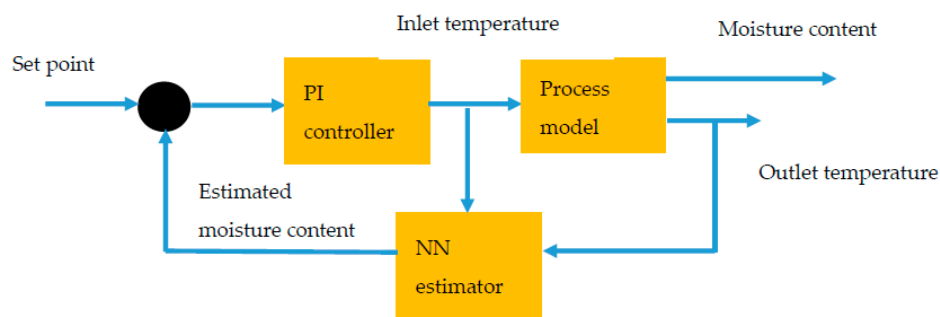 Inlet temperature
Moisture content
Set point
PI
controller
Process
model
Outlet temperature
Estimated
moisture content
NN
estimator